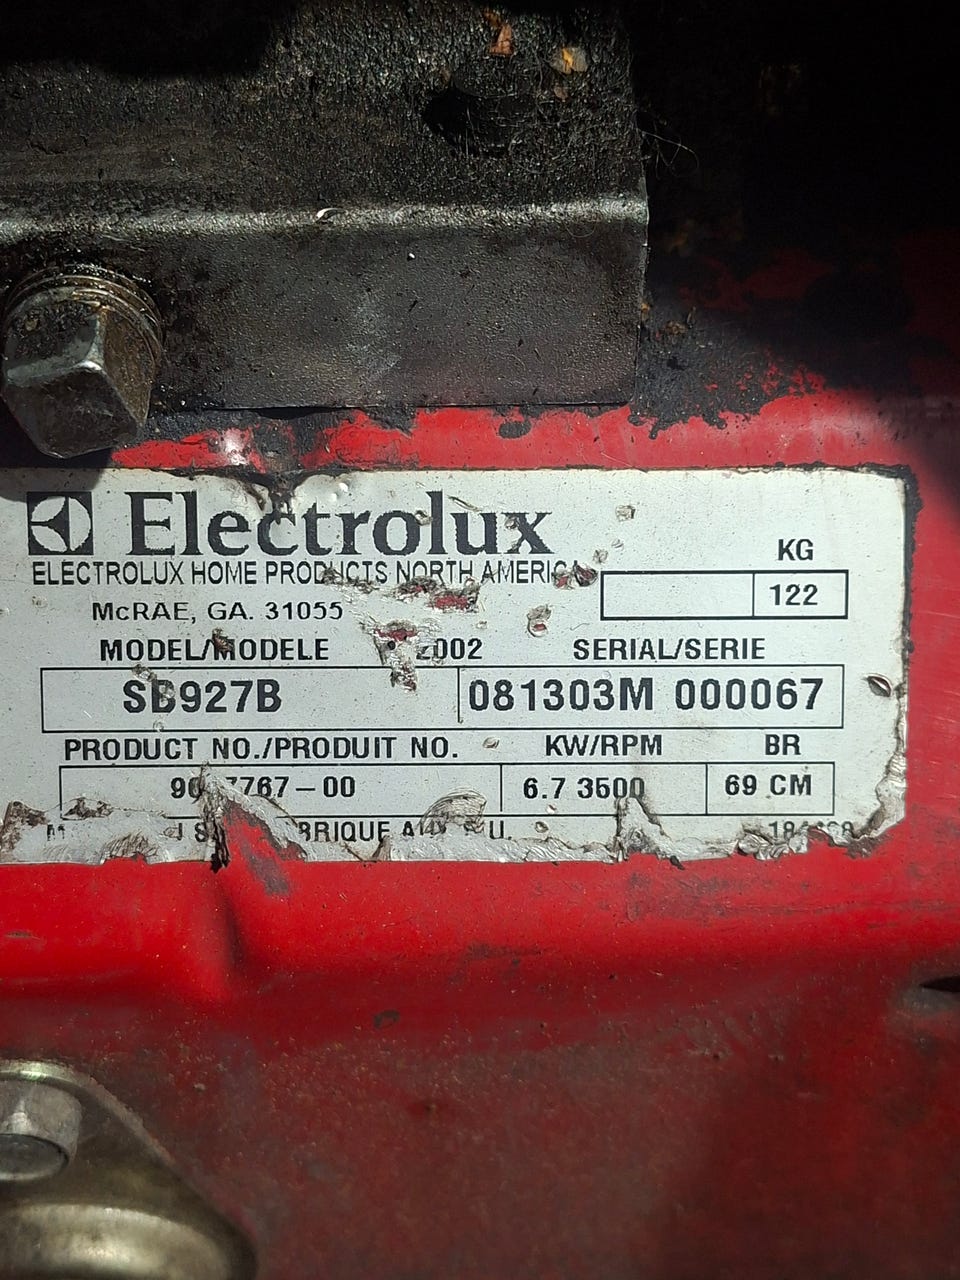 Electrolux
ELECTROLUX HOME PRODUCTS NORTH AMERICA
KG
McRAE, GA. 31055
122
MODEL/MODELE 2002 SERIAL/SERIE
SB927B 081303M 000067
PRODUCT NO./PRODUIT NO. KW/RPM BR
6.7 3500 69 CM